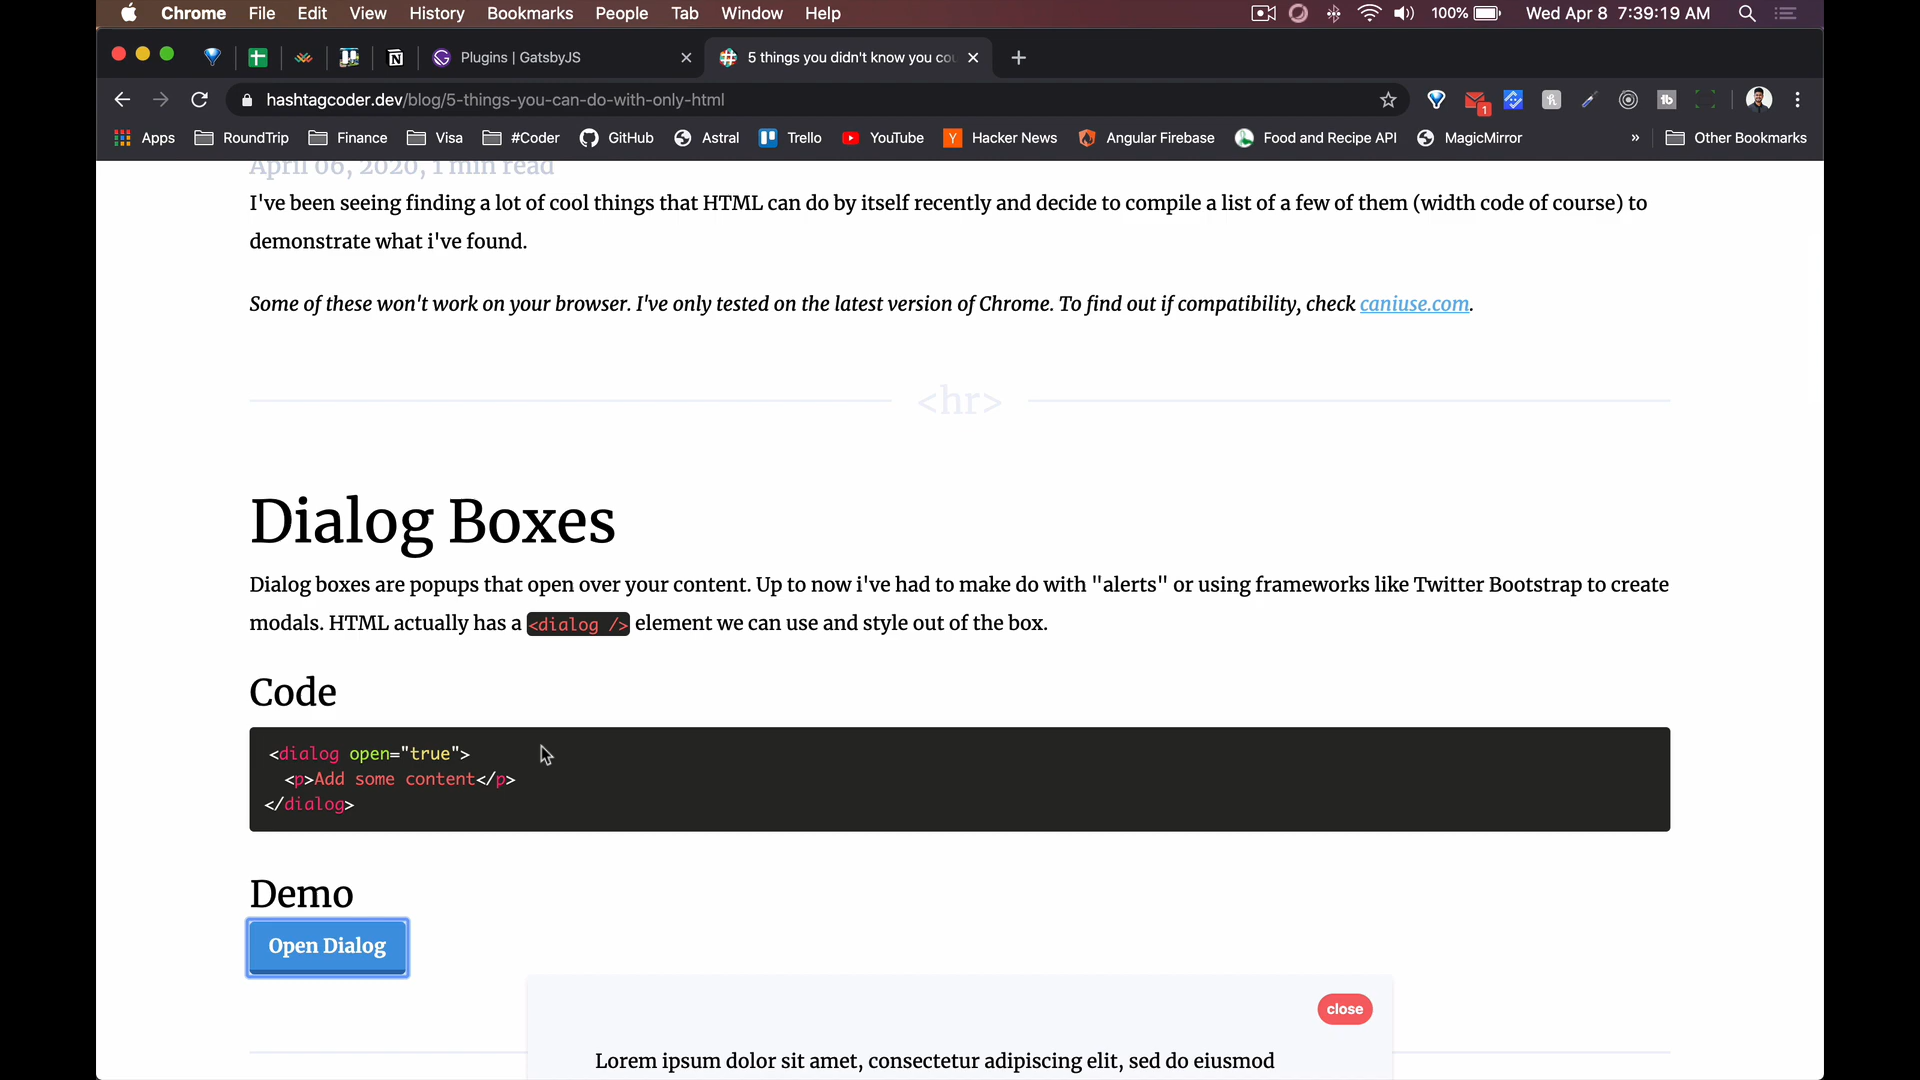 Chrome File Edit View History Bookmarks People Tab Window Help 100% Wed Apr 8 7:39:19 AM
Plugins | GatsbyJS 5 things you didn't know you cou
hashtagcoder.dev/blog/5-things-you-can-do-with-only-html 1
Apps RoundTrip Finance Visa #Coder GitHub Astral Trello YouTube Hacker News Angular Firebase Food and Recipe API MagicMirror » Other Bookmarks
April 06, 2020, 1 min read
I've been seeing finding a lot of cool things that HTML can do by itself recently and decide to compile a list of a few of them (width code of course) to
demonstrate what i've found.
Some of these won't work on your browser. I've only tested on the latest version of Chrome. To find out if compatibility, check caniuse.com.
<hr>
Dialog Boxes
Dialog boxes are popups that open over your content. Up to now i've had to make do with "alerts" or using frameworks like Twitter Bootstrap to create
modals. HTML actually has a <dialog /> element we can use and style out of the box.
Code
<dialog open="true">
<p>Add some content</p>
</dialog>
Demo
Open Dialog
close
Lorem ipsum dolor sit amet, consectetur adipiscing elit, sed do eiusmod